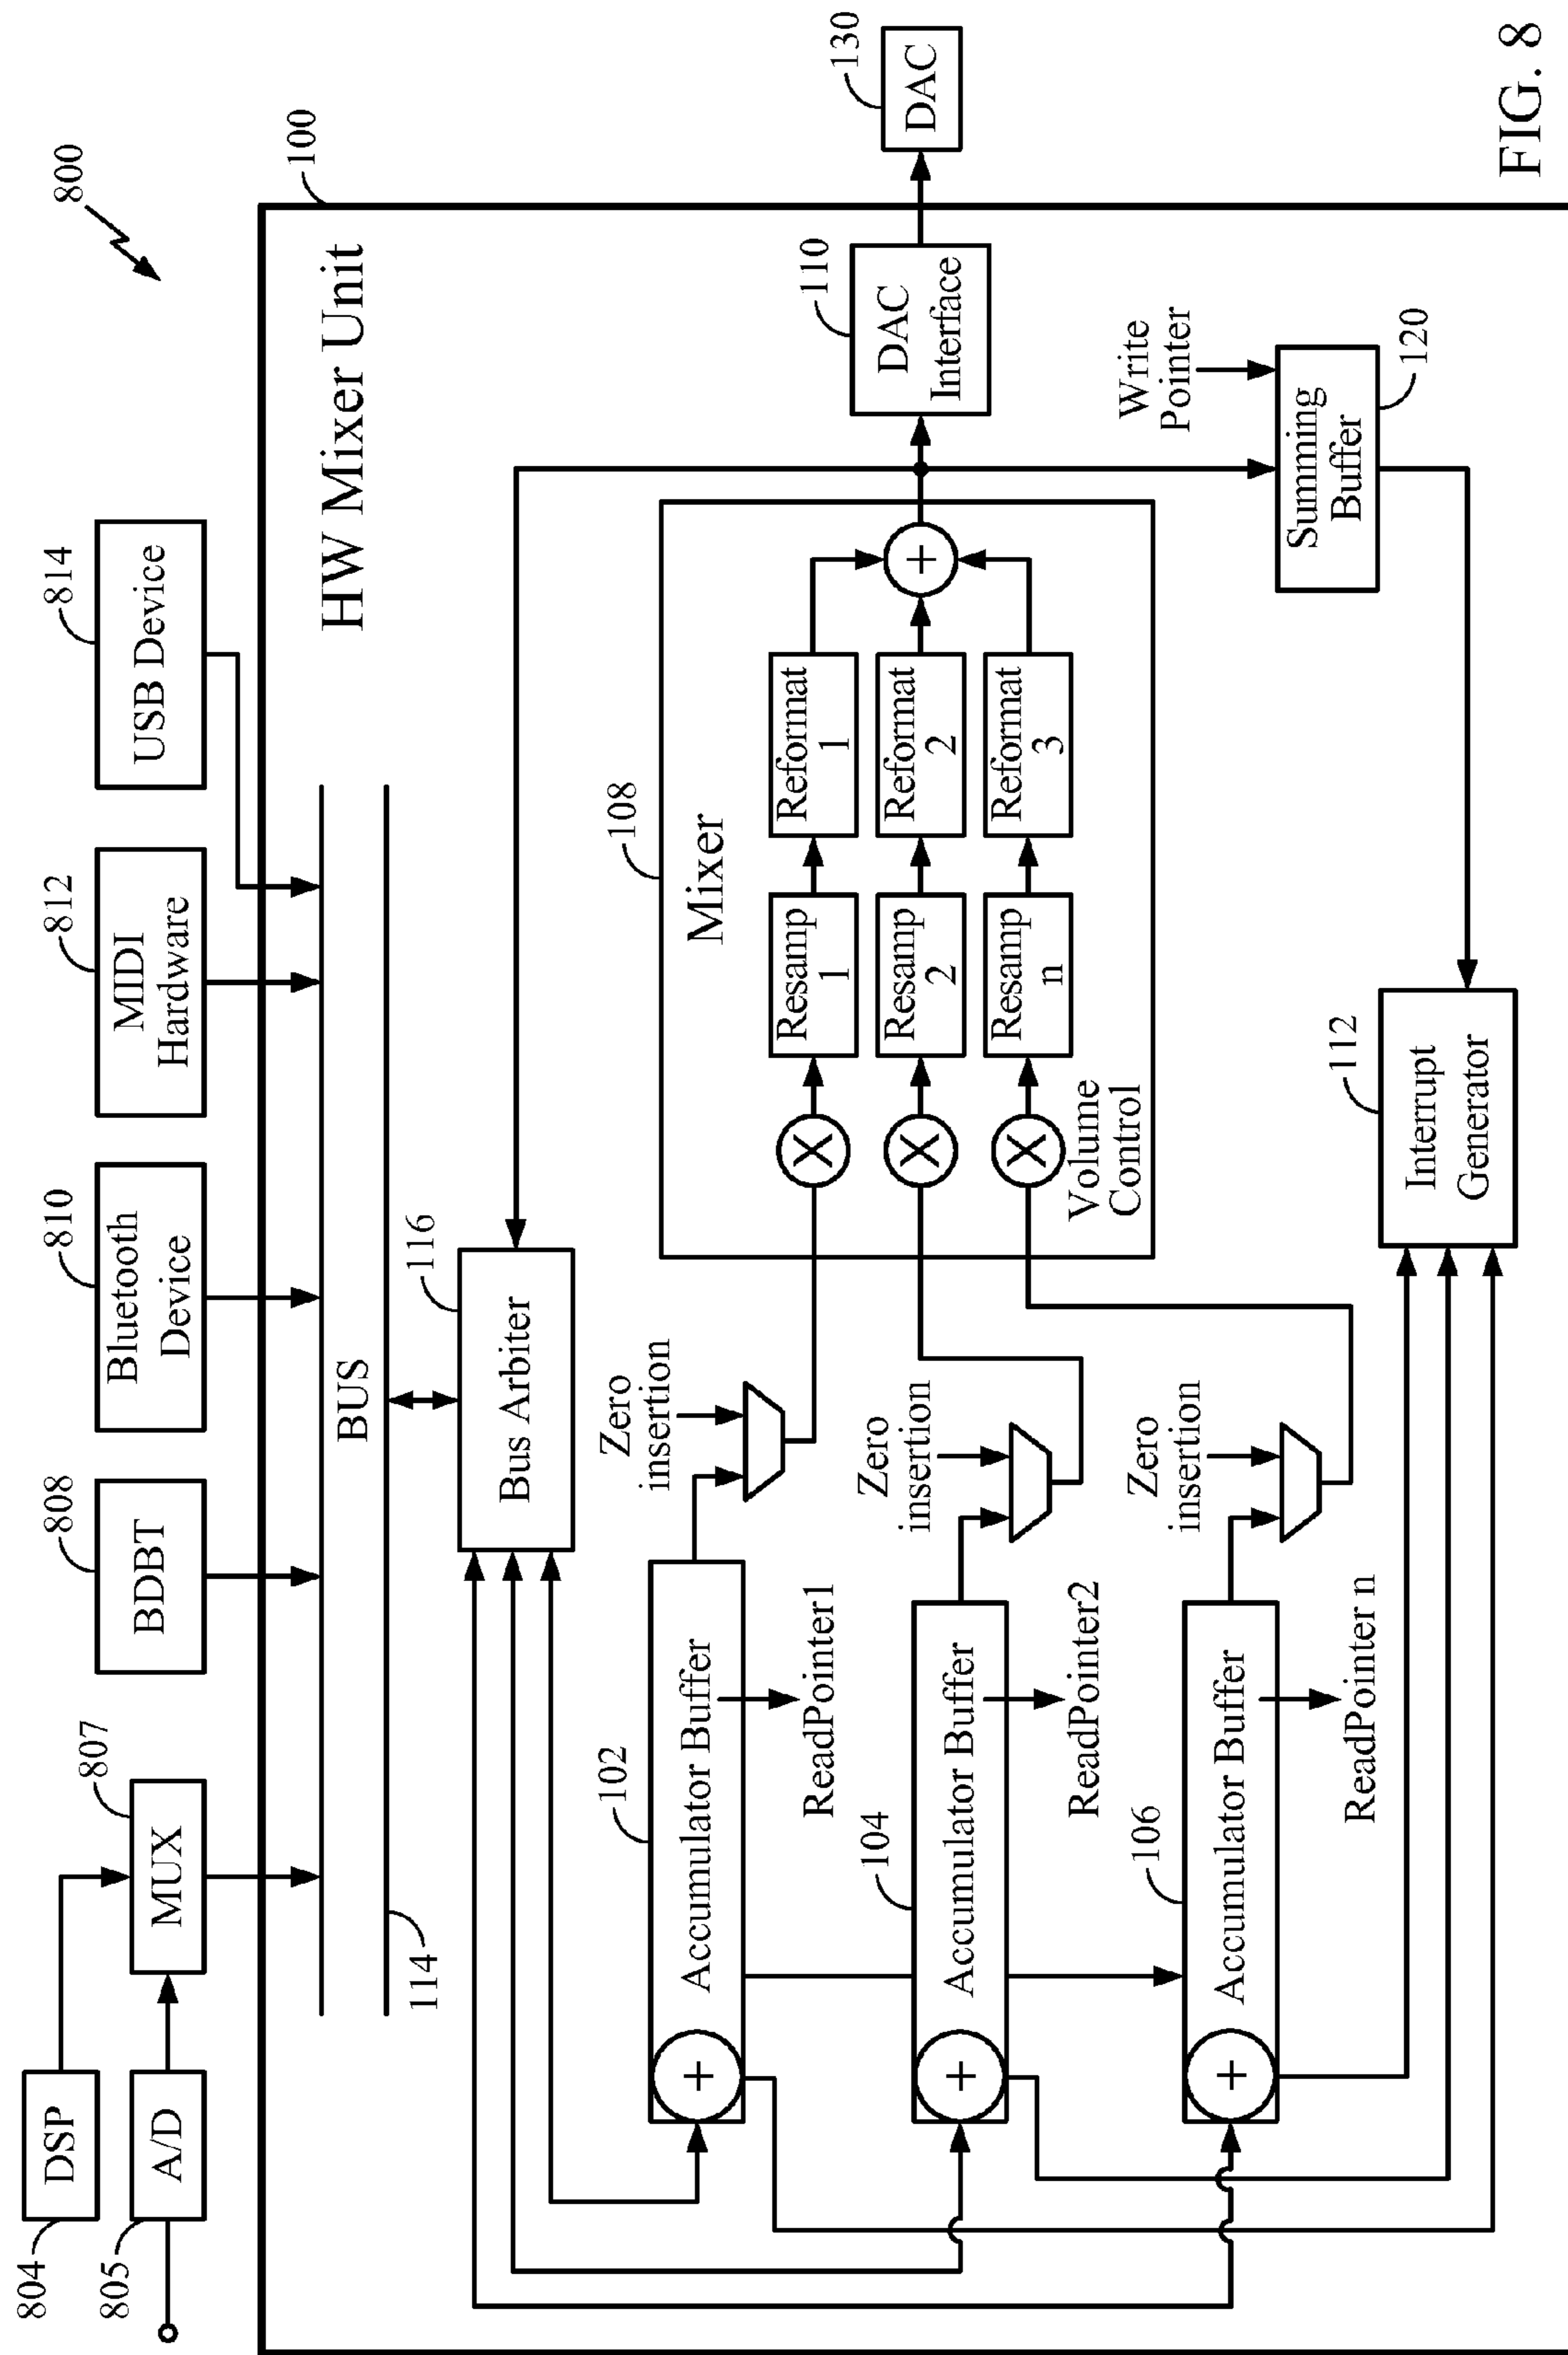 800
804
DSP
805
A/D
807
MUX
808
BDBT
810
Bluetooth
Device
812
MIDI
Hardware
814
USB Device
100
HW Mixer Unit
BUS
114
116
Bus Arbiter
102
Accumulator Buffer
ReadPointer1
Zero
insertion
104
Accumulator Buffer
ReadPointer2
Zero
insertion
106
Accumulator Buffer
ReadPointer n
Zero
insertion
108
Mixer
Resamp
1
Reformat
1
Resamp
2
Reformat
2
Resamp
n
Reformat
3
Volume
Control
110
DAC
Interface
130
DAC
Write
Pointer
Summing
Buffer
120
112
Interrupt
Generator
FIG. 8